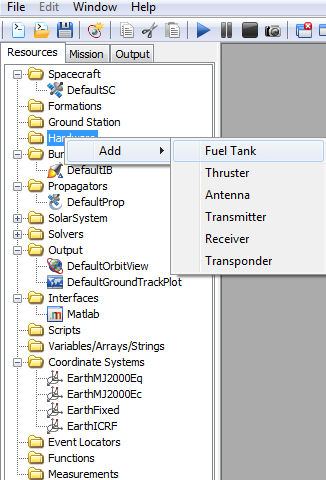 File Edit Window Help
Resources Mission Output
Spacecraft
DefaultSC
Formations
Ground Station
Hardware
Add
Fuel Tank
Thruster
Antenna
Transmitter
Receiver
Transponder
DefaultIB
Propagators
DefaultProp
SolarSystem
Solvers
Output
DefaultOrbitView
DefaultGroundTrackPlot
Interfaces
Matlab
Scripts
Variables/Arrays/Strings
Coordinate Systems
EarthMJ2000Eq
EarthMJ2000Ec
EarthFixed
EarthICRF
Event Locators
Functions
Measurements